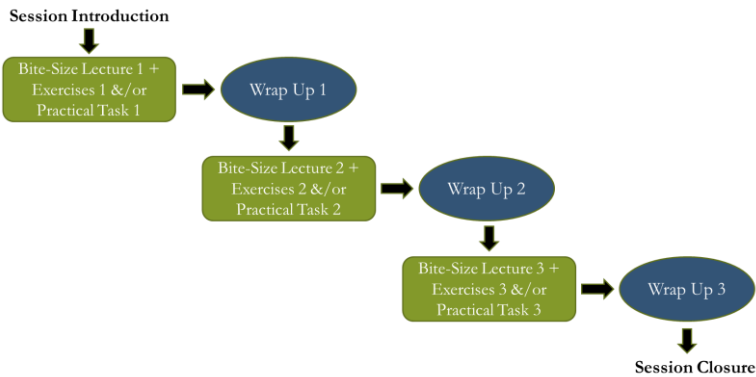 Session Introduction
Bite-Size Lecture 1 +
Exercises 1 &/or
Practical Task 1
Wrap Up 1
Bite-Size Lecture 2 +
Exercises 2 &/or
Practical Task 2
Wrap Up 2
Bite-Size Lecture 3 +
Exercises 3 &/or
Practical Task 3
Wrap Up 3
Session Closure